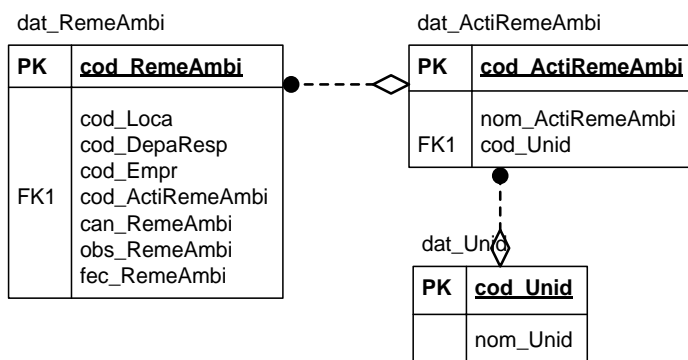 dat_RemeAmbi
PK cod_RemeAmbi
cod_Loca
cod_DepaResp
cod_Empr
FK1 cod_ActiRemeAmbi
can_RemeAmbi
obs_RemeAmbi
fec_RemeAmbi
dat_ActiRemeAmbi
PK cod_ActiRemeAmbi
nom_ActiRemeAmbi
FK1 cod_Unid
dat_Unid
PK cod_Unid
nom_Unid